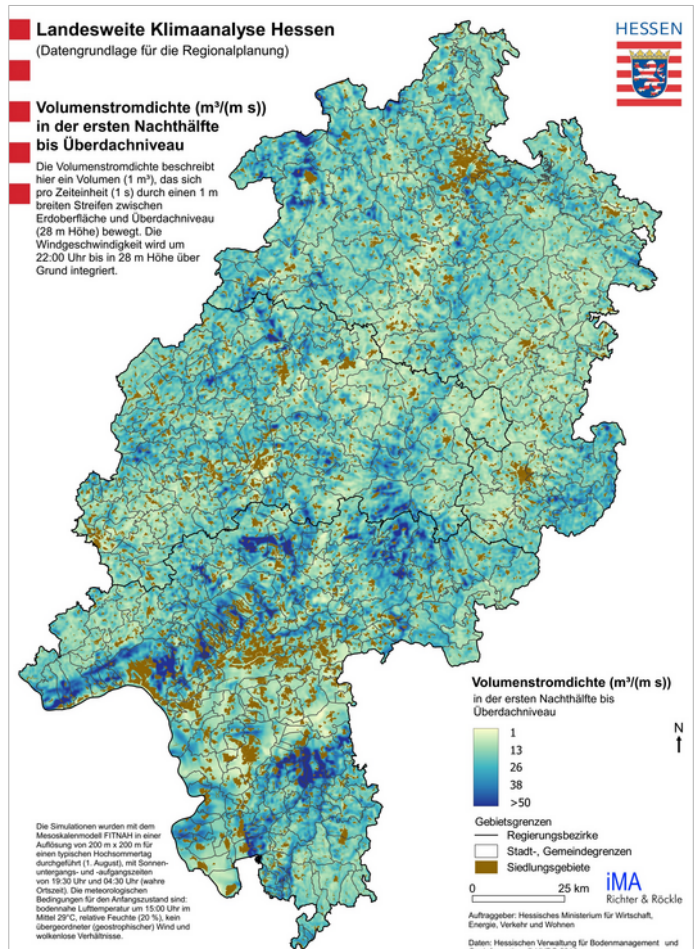 Landesweite Klimaanalyse Hessen
(Datengrundlage für die Regionalplanung)
HESSEN
Volumenstromdichte (m³/(m s))
in der ersten Nachthälfte
bis Überdachniveau
Die Volumenstromdichte beschreibt
hier ein Volumen (1 m³), das sich
pro Zeiteinheit (1 s) durch einen 1 m
breiten Streifen zwischen
Erdoberfläche und Überdachniveau
(28 m Höhe) bewegt. Die
Windgeschwindigkeit wird um
22:00 Uhr bis in 28 m Höhe über
Grund integriert.
Volumenstromdichte (m³/(m s))
in der ersten Nachthälfte bis
Überdachniveau
1
13
26
38
>50
N
Gebietsgrenzen
Regierungsbezirke
Stadt-, Gemeindegrenzen
Siedlungsgebiete
0 25 km
iMA
Richter & Röckle
Auftraggeber: Hessisches Ministerium für Wirtschaft,
Energie, Verkehr und Wohnen
Daten: Hessischen Verwaltung für Bodenmanagement und
Die Simulationen wurden mit dem
Mesoskalenmodell FITNAH in einer
Auflösung von 200 m x 200 m für
einen typischen Hochsommertag
durchgeführt (1. August), mit Sonnen-
untergangs- und -aufgangszeiten
von 19:30 Uhr und 04:30 Uhr (wahre
Ortszeit). Die meteorologischen
Bedingungen für den Anfangszustand sind:
bodennahe Lufttemperatur um 15:00 Uhr im
Mittel 29°C, relative Feuchte (20 %), kein
übergeordneter (geostrophischer) Wind und
wolkenlose Verhältnisse.